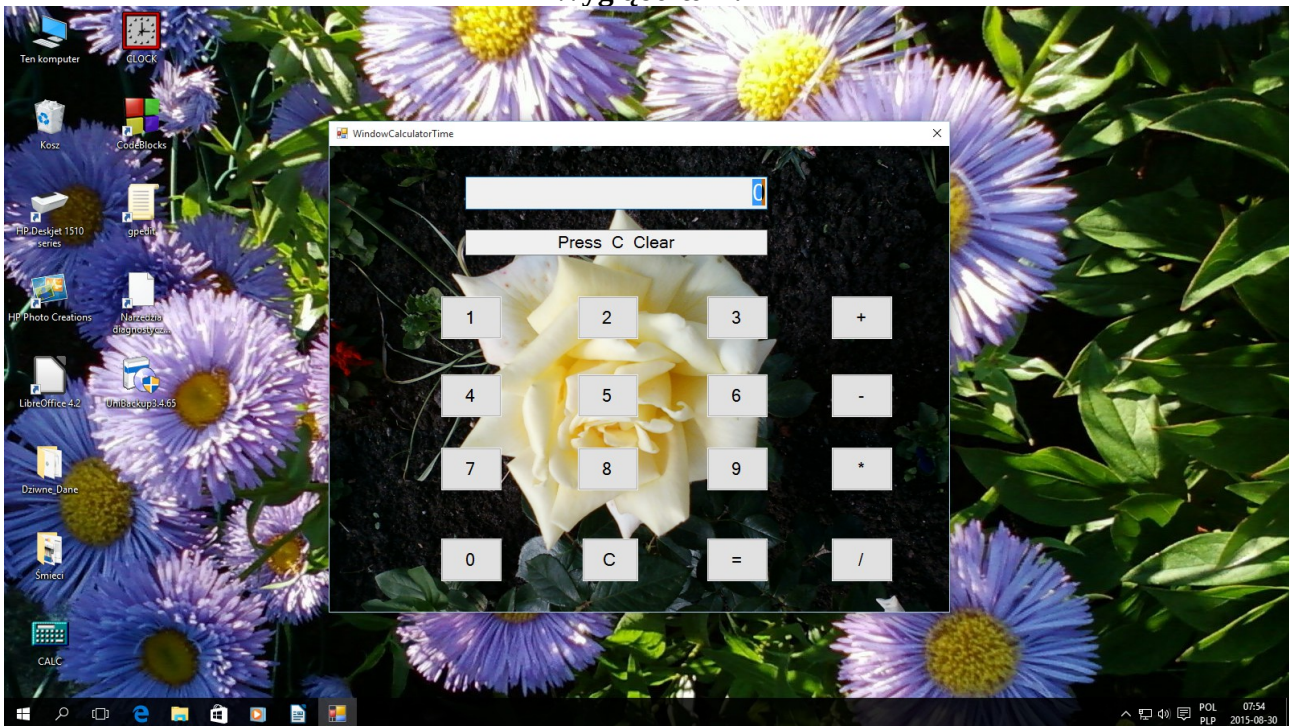 Ten komputer
CLOCK
Kosz
CodeBlocks
HP Deskjet 1510
series
gpedit
HP Photo Creations
Narzędzia
diagnostycz...
LibreOffice 4.2
UniBackup3.4.65
Dziwne_Dane
Śmieci
CALC
WindowCalculatorTime
0
Press C Clear
1 2 3 +
4 5 6 -
7 8 9 *
0 C = /
POL 07:54
PLP 2015-08-30